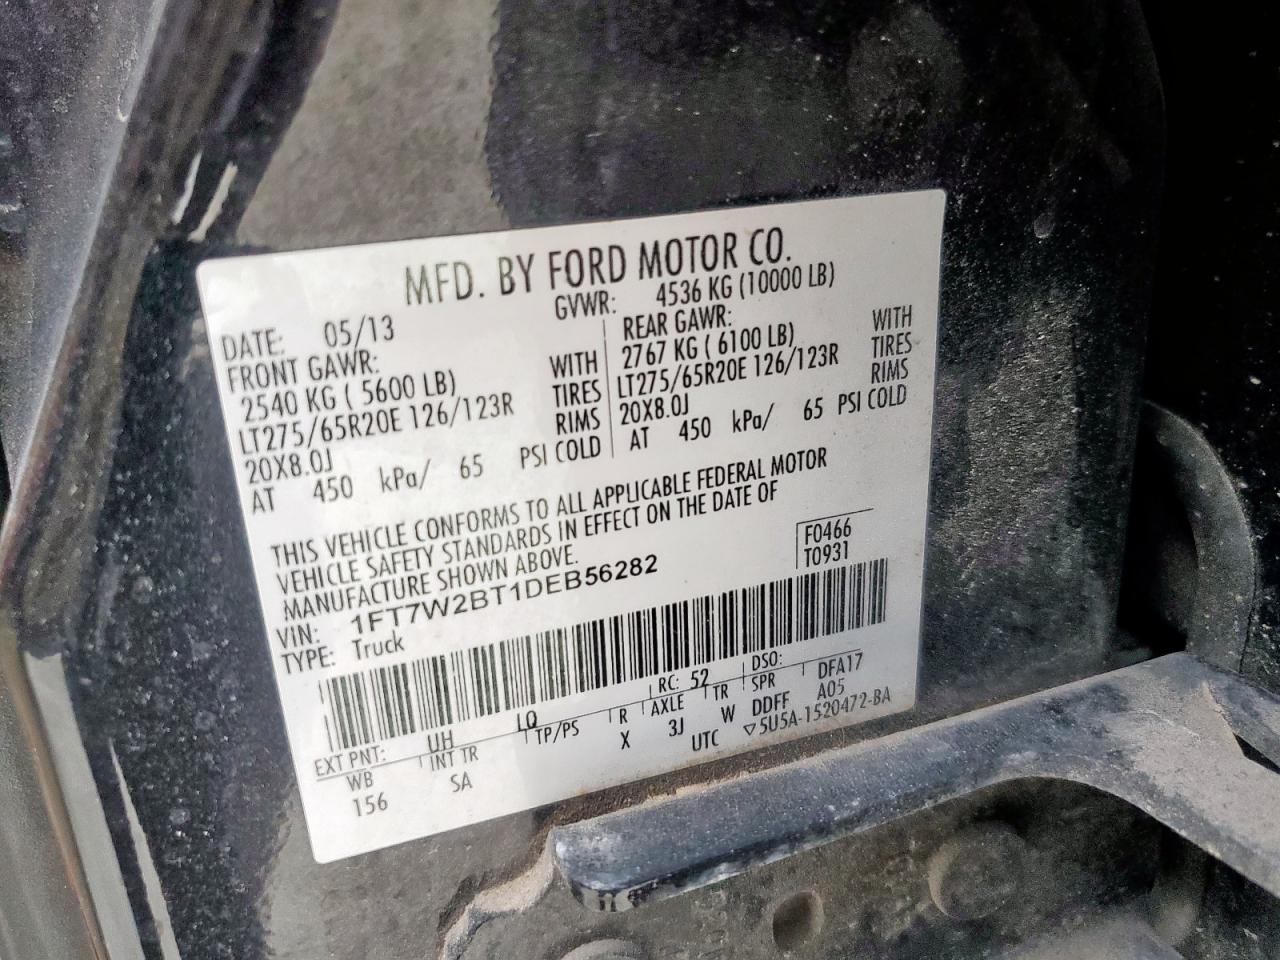 MFD. BY FORD MOTOR CO.
DATE: 05/13 GVWR: 4536 KG (10000 LB)
FRONT GAWR:
2540 KG ( 5600 LB) WITH
LT275/65R20E 126/123R TIRES
20X8.0J RIMS
AT 450 kPa/ 65 PSI COLD
REAR GAWR:
2767 KG ( 6100 LB) WITH
LT275/65R20E 126/123R TIRES
20X8.0J RIMS
AT 450 kPa/ 65 PSI COLD
THIS VEHICLE CONFORMS TO ALL APPLICABLE FEDERAL MOTOR
VEHICLE SAFETY STANDARDS IN EFFECT ON THE DATE OF
MANUFACTURE SHOWN ABOVE.
VIN: 1FT7W2BT1DEB56282
TYPE: Truck
F0466
T0931
EXT PNT: UH LQ RC: 52 DSO:
WB INT TR TP/PS R AXLE TR SPR DFA17
156 SA X 3J W DDFF A05
UTC ▽5U5A-1520472-BA